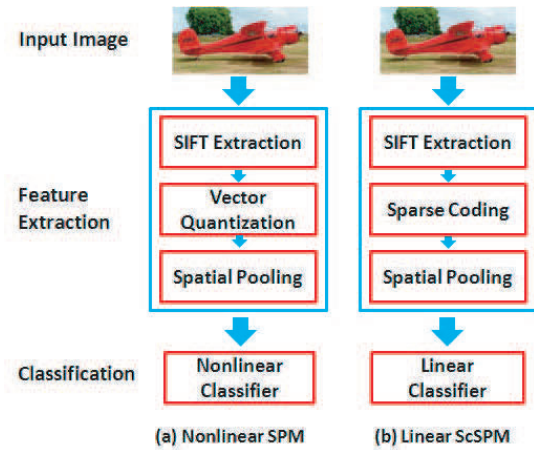 Input Image
SIFT Extraction
SIFT Extraction
Feature
Extraction
Vector
Quantization
Sparse Coding
Spatial Pooling
Spatial Pooling
Classification
Nonlinear
Classifier
Linear
Classifier
(a) Nonlinear SPM
(b) Linear ScSPM